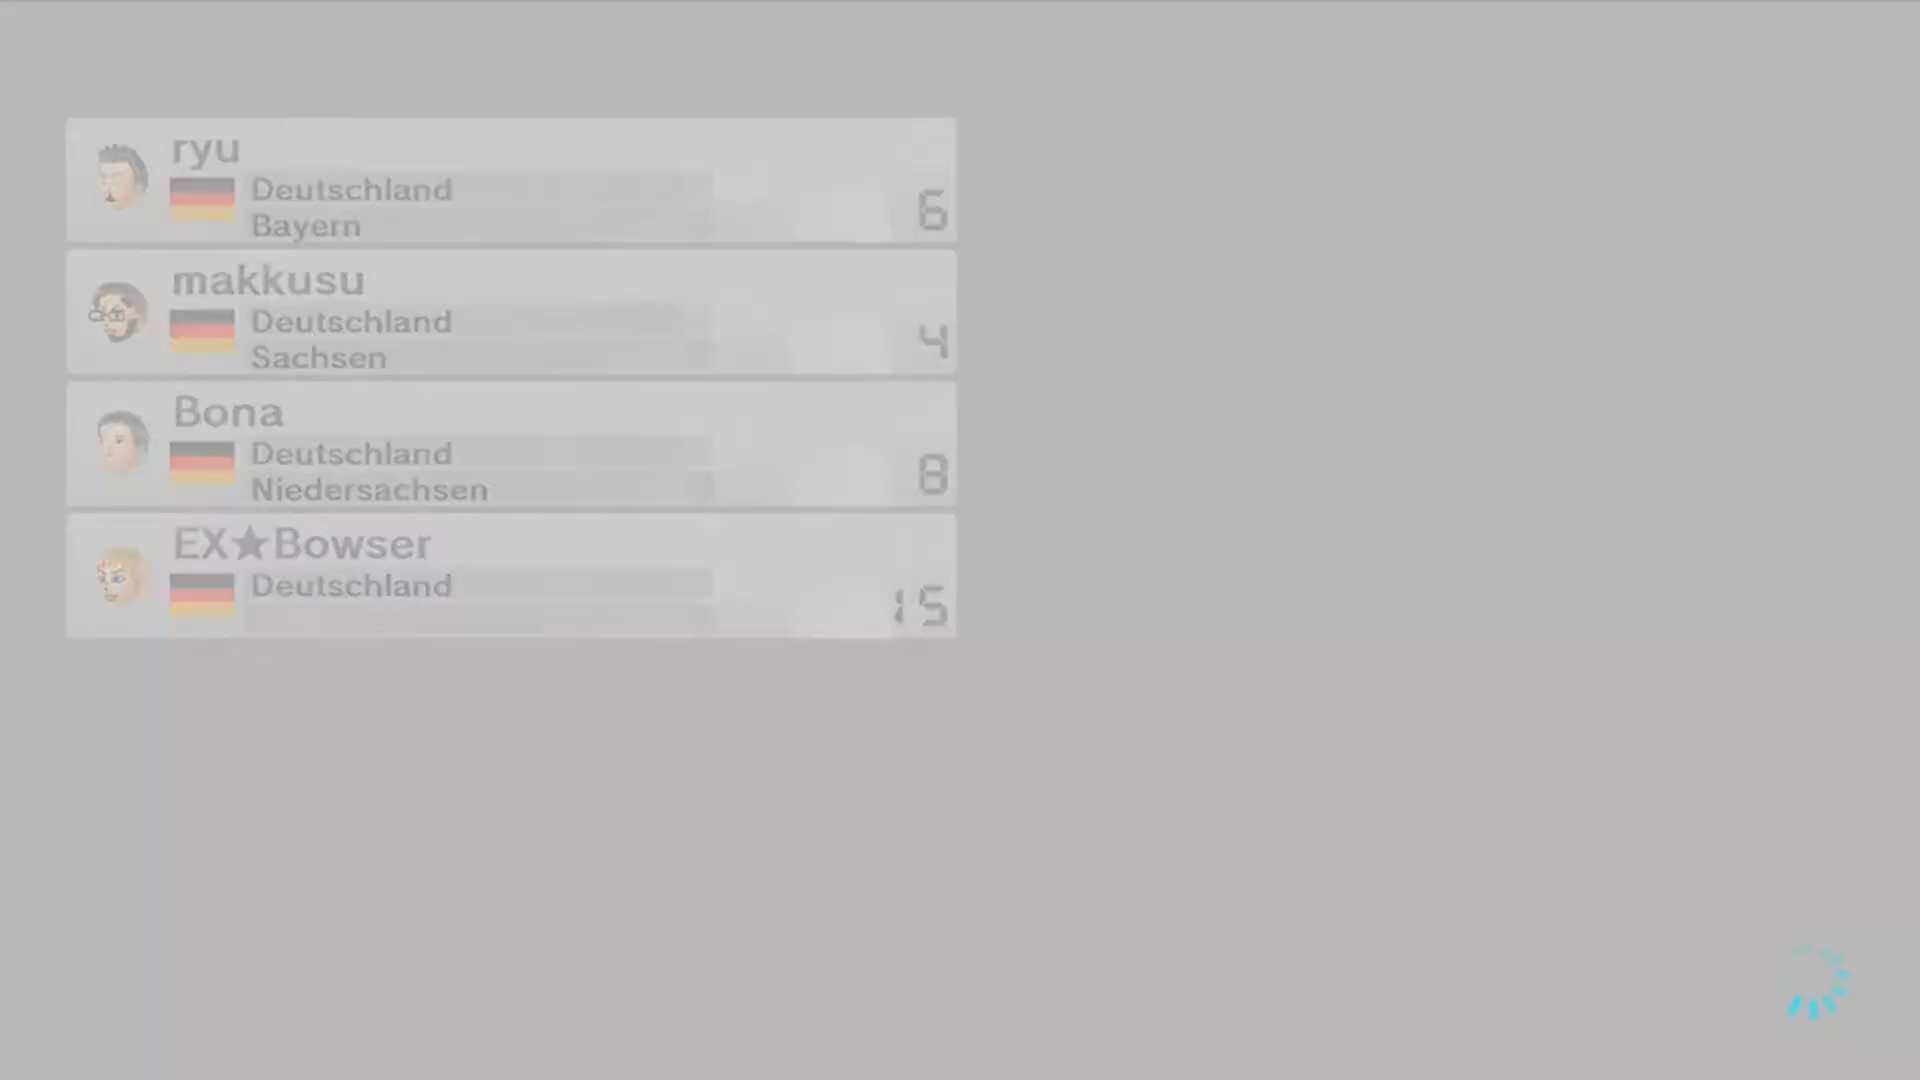 ryu
Deutschland
Bayern
6
makkusu
Deutschland
Sachsen
4
Bona
Deutschland
Niedersachsen
8
EX★Bowser
Deutschland
15